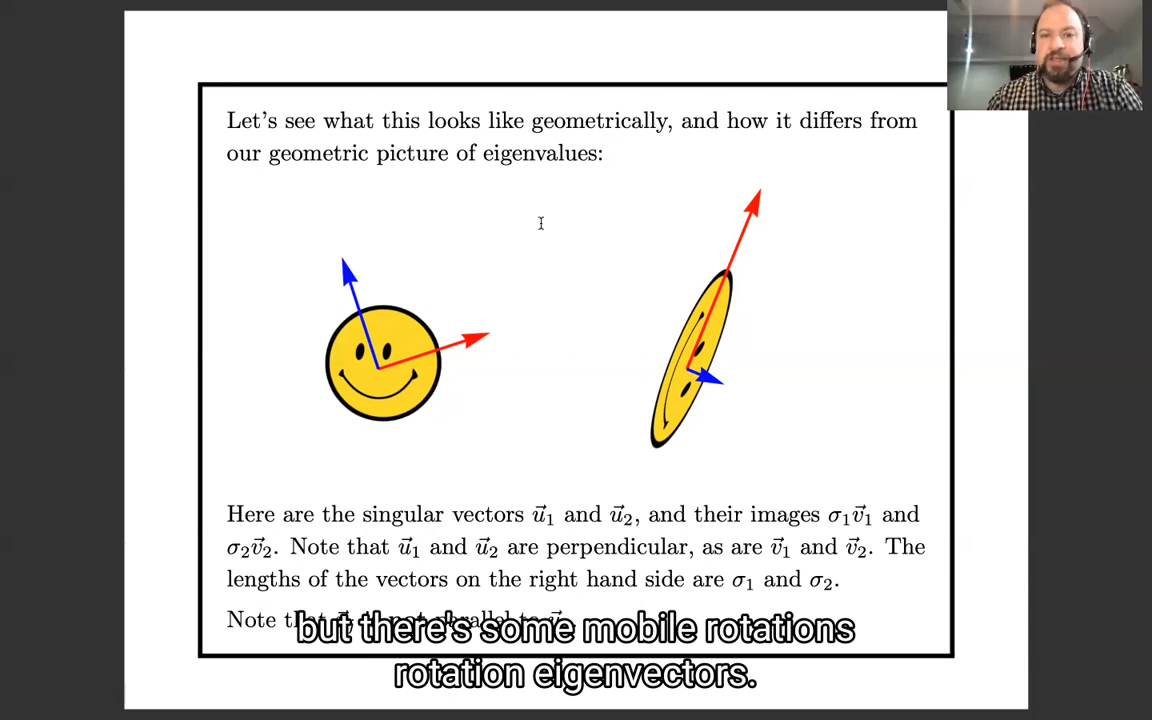 Let's see what this looks like geometrically, and how it differs from
our geometric picture of eigenvalues:
Here are the singular vectors u⃗₁ and u⃗₂, and their images σ₁v⃗₁ and
σ₂v⃗₂. Note that u⃗₁ and u⃗₂ are perpendicular, as are v⃗₁ and v⃗₂. The
lengths of the vectors on the right hand side are σ₁ and σ₂.
Note
but there's some mobile rotations
rotation eigenvectors.